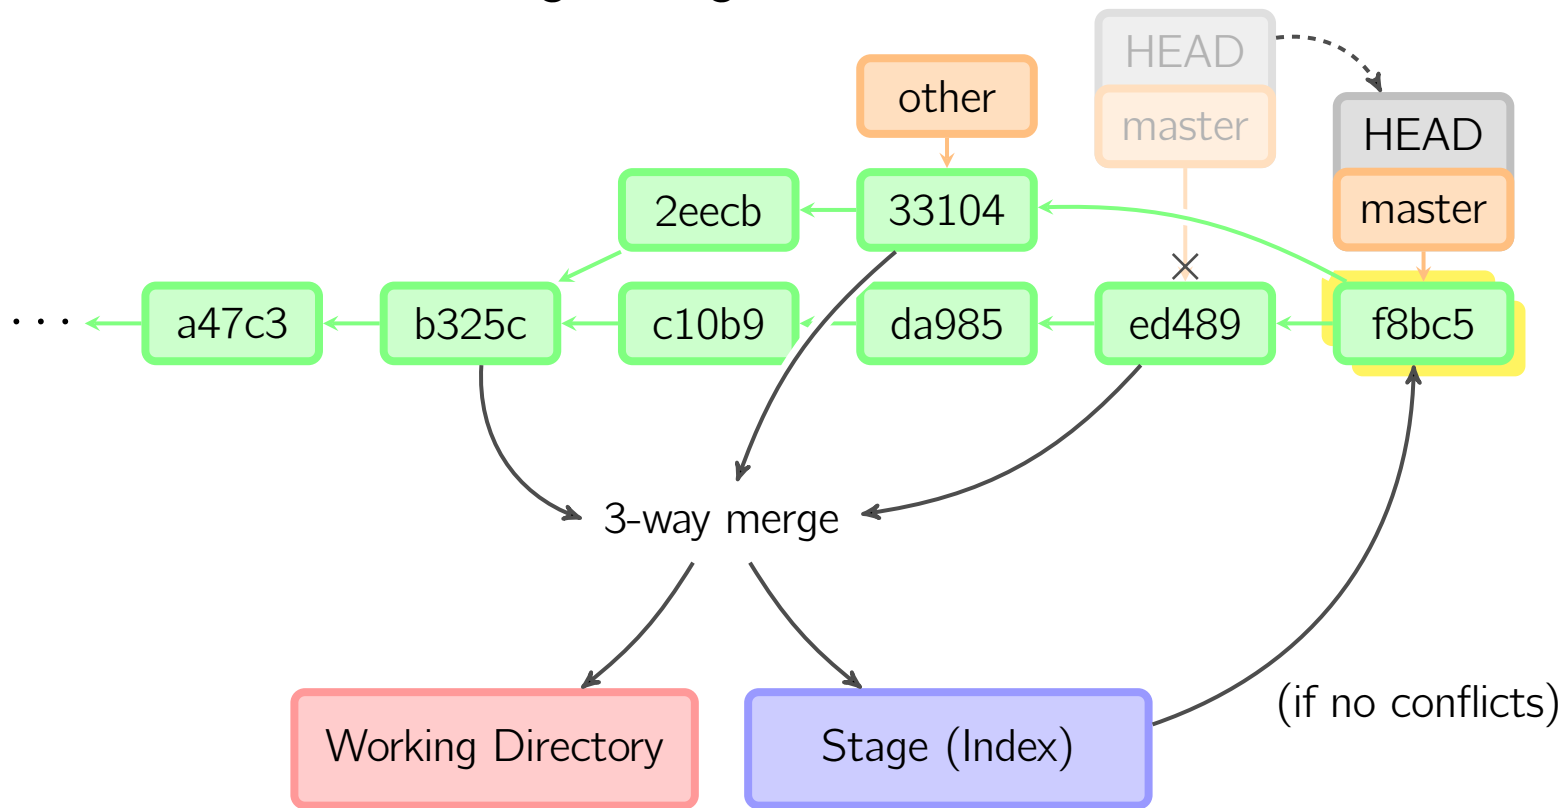 HEAD
other
master
HEAD
2eecb
33104
master
...
a47c3
b325c
c10b9
da985
ed489
f8bc5
3-way merge
(if no conflicts)
Working Directory
Stage (Index)